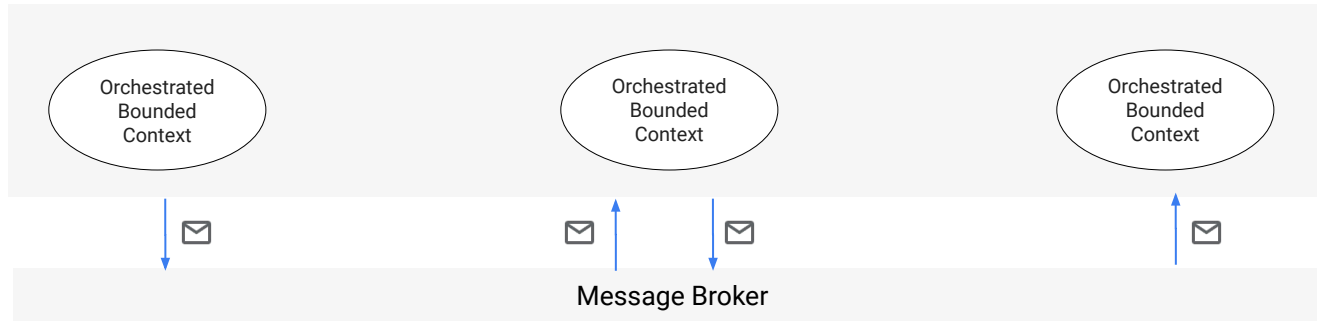 Orchestrated
Bounded
Context
Orchestrated
Bounded
Context
Orchestrated
Bounded
Context
Message Broker